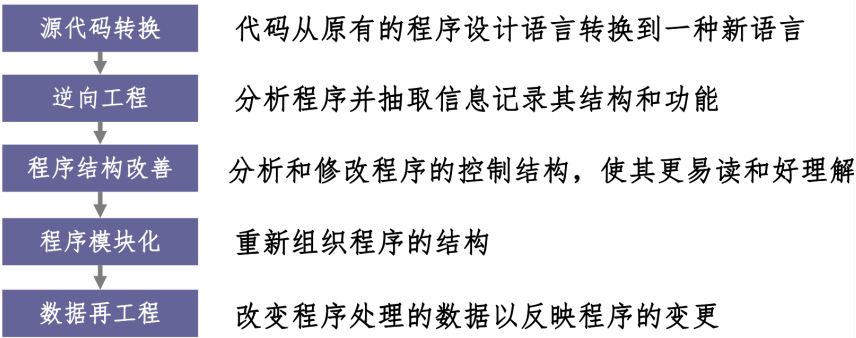 源代码转换 代码从原有的程序设计语言转换到一种新语言
逆向工程 分析程序并抽取信息记录其结构和功能
程序结构改善 分析和修改程序的控制结构，使其更易读和好理解
程序模块化 重新组织程序的结构
数据再工程 改变程序处理的数据以反映程序的变更